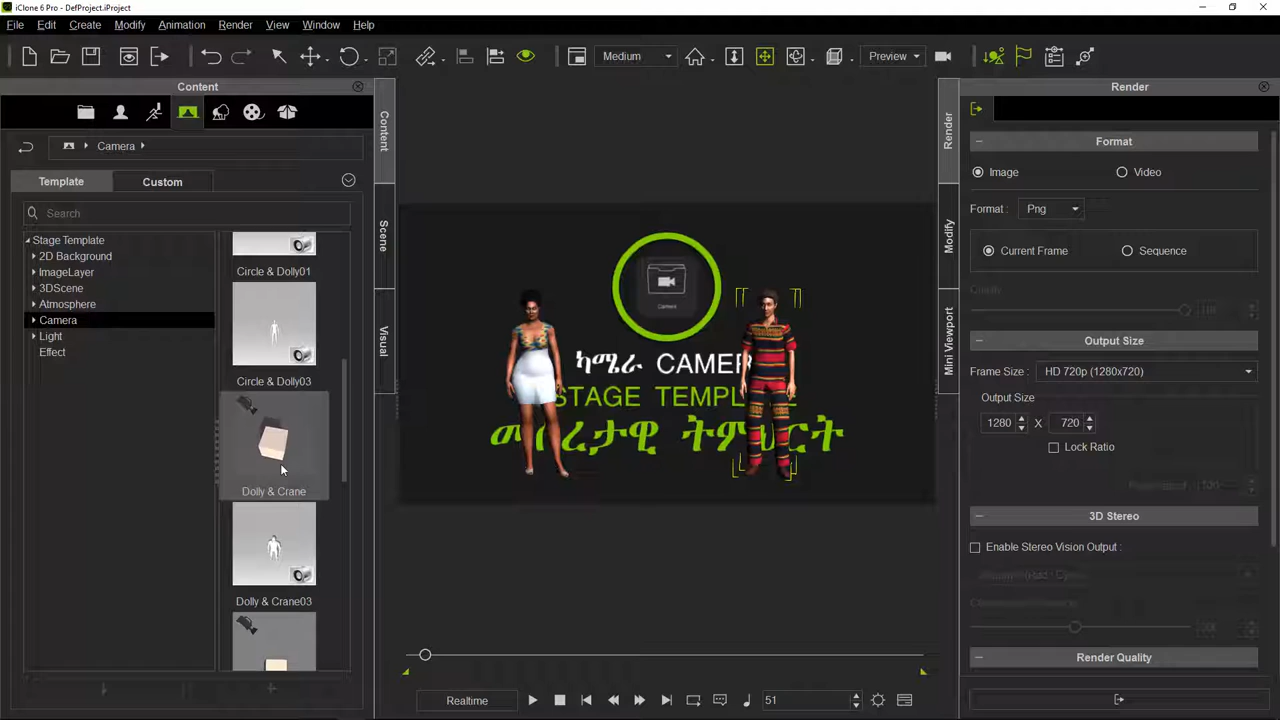 iClone 6 Pro - DefProject.iProject
File Edit Create Modify Animation Render View Window Help
Medium
Preview
Content
Camera
Template Custom
Search
Stage Template
2D Background
ImageLayer
3DScene
Atmosphere
Camera
Light
Effect
Circle & Dolly01
Circle & Dolly03
Dolly & Crane
Dolly & Crane03
Content
Scene
Visual
Camera
ካሜራ CAMER
STAGE TEMPL
ትምህርት
Realtime
51
Render
Modify
Mini Viewport
Render
Format
Image Video
Format : Png
Current Frame Sequence
Output Size
Frame Size : HD 720p (1280x720)
Output Size
1280 X 720
Lock Ratio
3D Stereo
Enable Stereo Vision Output :
Render Quality